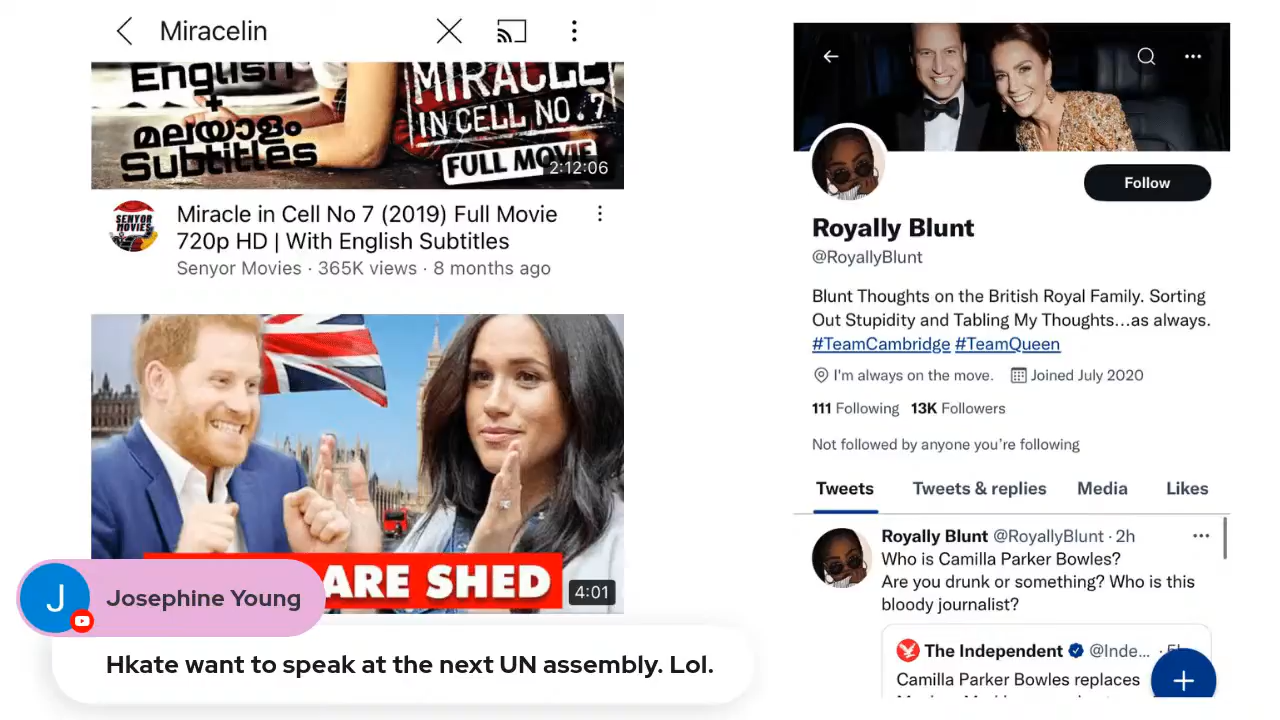 Miracelin
English
+
മലയാളം
Subtitles
MIRACLE
IN CELL NO.7
FULL MOVIE
2:12:06
SENYOR
MOVIES
Miracle in Cell No 7 (2019) Full Movie
720p HD | With English Subtitles
Senyor Movies · 365K views · 8 months ago
ARE SHED
4:01
J
Josephine Young
Hkate want to speak at the next UN assembly. Lol.
Follow
Royally Blunt
@RoyallyBlunt
Blunt Thoughts on the British Royal Family. Sorting
Out Stupidity and Tabling My Thoughts...as always.
#TeamCambridge #TeamQueen
I'm always on the move. Joined July 2020
111 Following 13K Followers
Not followed by anyone you're following
Tweets Tweets & replies Media Likes
Royally Blunt @RoyallyBlunt · 2h
Who is Camilla Parker Bowles?
Are you drunk or something? Who is this
bloody journalist?
The Independent @Inde...
Camilla Parker Bowles replaces